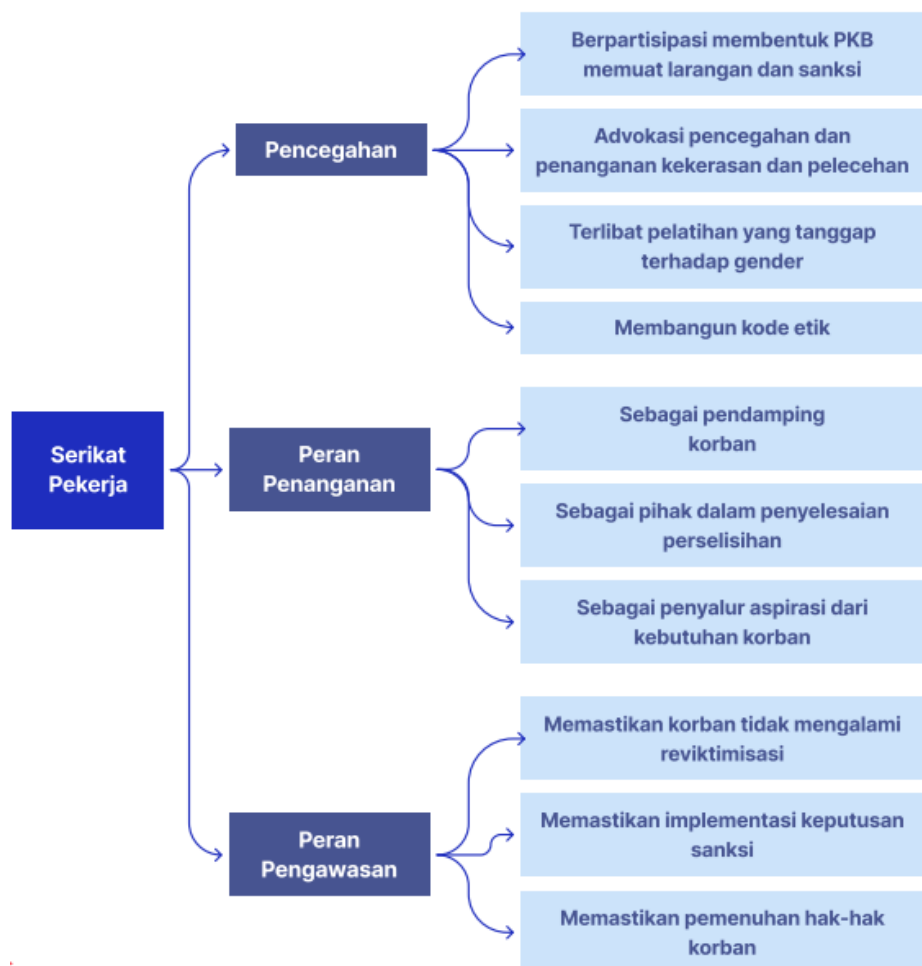 Serikat
Pekerja
Pencegahan
Berpartisipasi membentuk PKB
memuat larangan dan sanksi
Advokasi pencegahan dan
penanganan kekerasan dan pelecehan
Terlibat pelatihan yang tanggap
terhadap gender
Membangun kode etik
Peran
Penanganan
Sebagai pendamping
korban
Sebagai pihak dalam penyelesaian
perselisihan
Sebagai penyalur aspirasi dari
kebutuhan korban
Peran
Pengawasan
Memastikan korban tidak mengalami
reviktimisasi
Memastikan implementasi keputusan
sanksi
Memastikan pemenuhan hak-hak
korban